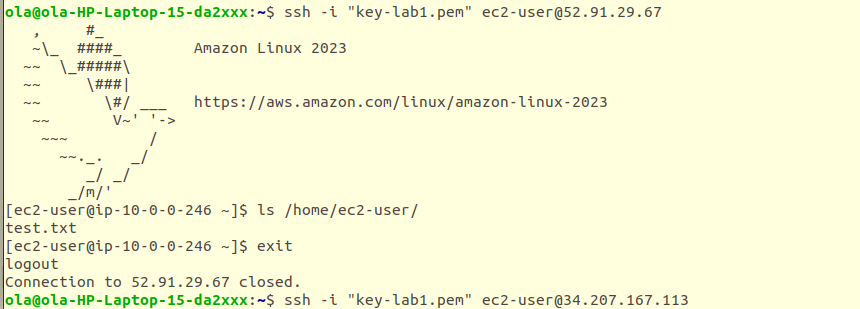 ola@ola-HP-Laptop-15-da2xxx:~$ ssh -i "key-lab1.pem" ec2-user@52.91.29.67
   ,     #_
   ~\_  ####_        Amazon Linux 2023
  ~~  \_#####\
  ~~     \###|
  ~~       \#/ ___   https://aws.amazon.com/linux/amazon-linux-2023
   ~~       V~' '->
    ~~~         /
      ~~._.   _/
         _/ _/
       _/m/'
[ec2-user@ip-10-0-0-246 ~]$ ls /home/ec2-user/
test.txt
[ec2-user@ip-10-0-0-246 ~]$ exit
logout
Connection to 52.91.29.67 closed.
ola@ola-HP-Laptop-15-da2xxx:~$ ssh -i "key-lab1.pem" ec2-user@34.207.167.113